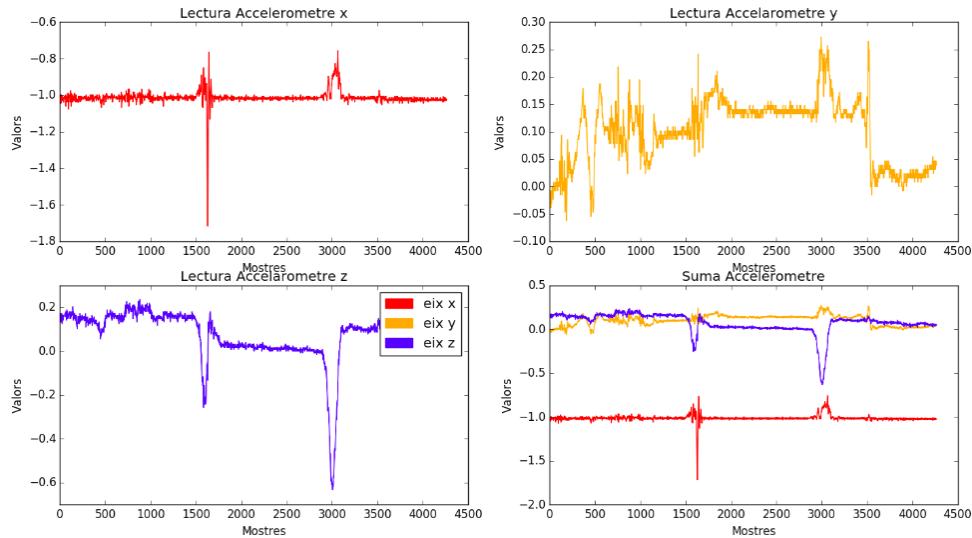 Lectura Accelerometre x
−0.6
−0.8
−1.0
−1.2
−1.4
−1.6
−1.8
Valors
0 500 1000 1500 2000 2500 3000 3500 4000 4500
Mostres
Lectura Accelarometre y
0.30
0.25
0.20
0.15
0.10
0.05
0.00
−0.05
−0.10
Valors
0 500 1000 1500 2000 2500 3000 3500 4000 4500
Mostres
Lectura Accelarometre z
0.2
0.0
−0.2
−0.4
−0.6
Valors
eix x
eix y
eix z
0 500 1000 1500 2000 2500 3000 3500 4000 4500
Mostres
Suma Accelerometre
0.5
0.0
−0.5
−1.0
−1.5
−2.0
Valors
0 500 1000 1500 2000 2500 3000 3500 4000 4500
Mostres